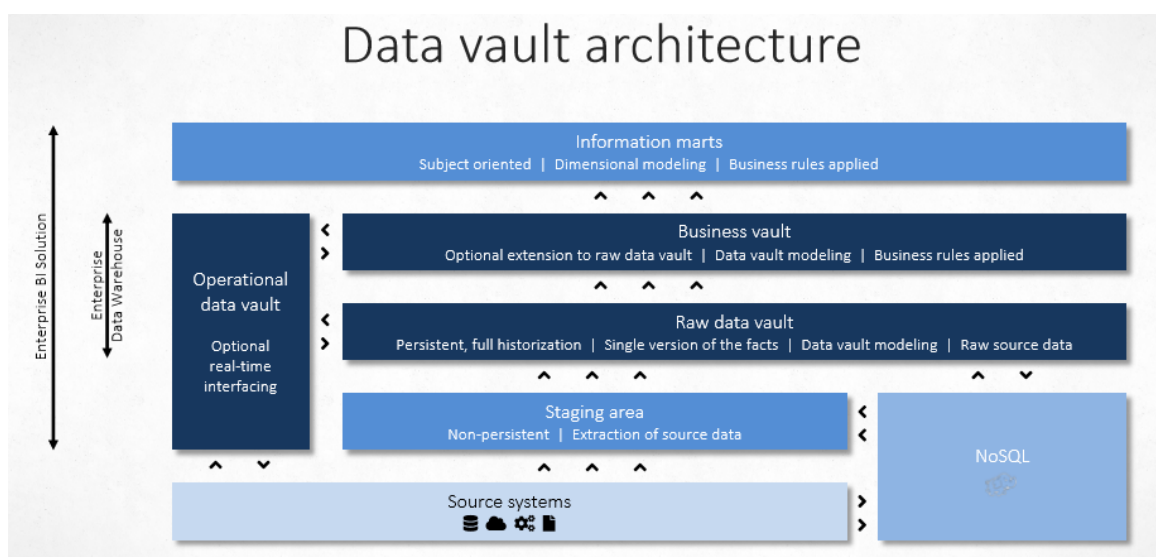 Data vault architecture
Information marts
Subject oriented | Dimensional modeling | Business rules applied
Enterprise BI Solution
Enterprise
Data Warehouse
Operational
data vault
Optional
real-time
interfacing
Business vault
Optional extension to raw data vault | Data vault modeling | Business rules applied
Raw data vault
Persistent, full historization | Single version of the facts | Data vault modeling | Raw source data
Staging area
Non-persistent | Extraction of source data
NoSQL
Source systems